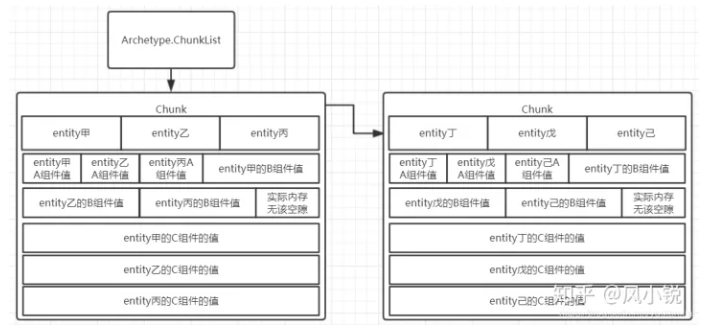 Archetype.ChunkList
Chunk
entity甲 entity乙 entity丙
entity甲 A组件值 entity乙 A组件值 entity丙A 组件值 entity甲的B组件值
entity乙的B组件值 entity丙的B组件值 实际内存 无该空隙
entity甲的C组件的值
entity乙的C组件的值
entity丙的C组件的值
Chunk
entity丁 entity戊 entity己
entity丁 A组件值 entity戊 A组件值 entity己A 组件值 entity丁的B组件值
entity戊的B组件值 entity己的B组件值 实际内存 无该空隙
entity丁的C组件的值
entity戊的C组件的值
entity己的C组件的值
知乎 @风小锐